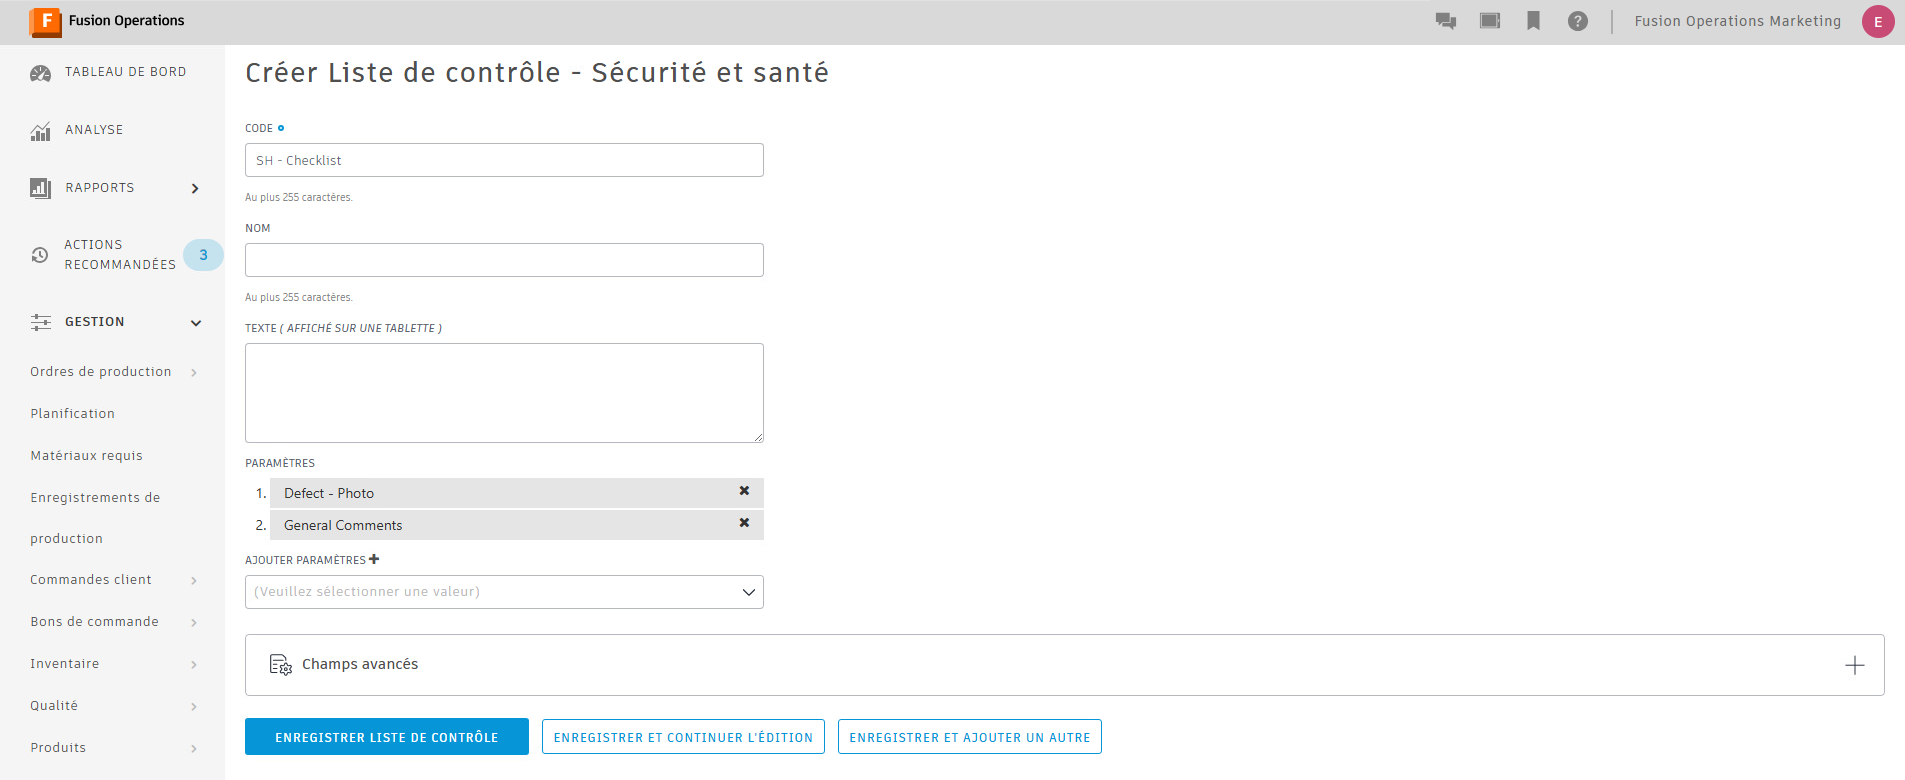 F Fusion Operations
? Fusion Operations Marketing E
TABLEAU DE BORD
ANALYSE
RAPPORTS
ACTIONS
RECOMMANDÉES
3
GESTION
Ordres de production
Planification
Matériaux requis
Enregistrements de
production
Commandes client
Bons de commande
Inventaire
Qualité
Produits
Créer Liste de contrôle - Sécurité et santé
CODE
SH - Checklist
Au plus 255 caractères.
NOM
Au plus 255 caractères.
TEXTE ( AFFICHÉ SUR UNE TABLETTE )
PARAMÈTRES
1. Defect - Photo
2. General Comments
AJOUTER PARAMÈTRES
(Veuillez sélectionner une valeur)
Champs avancés
ENREGISTRER LISTE DE CONTRÔLE
ENREGISTRER ET CONTINUER L'ÉDITION
ENREGISTRER ET AJOUTER UN AUTRE